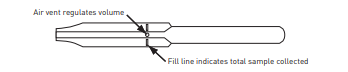 Air vent regulates volume
Fill line indicates total sample collected